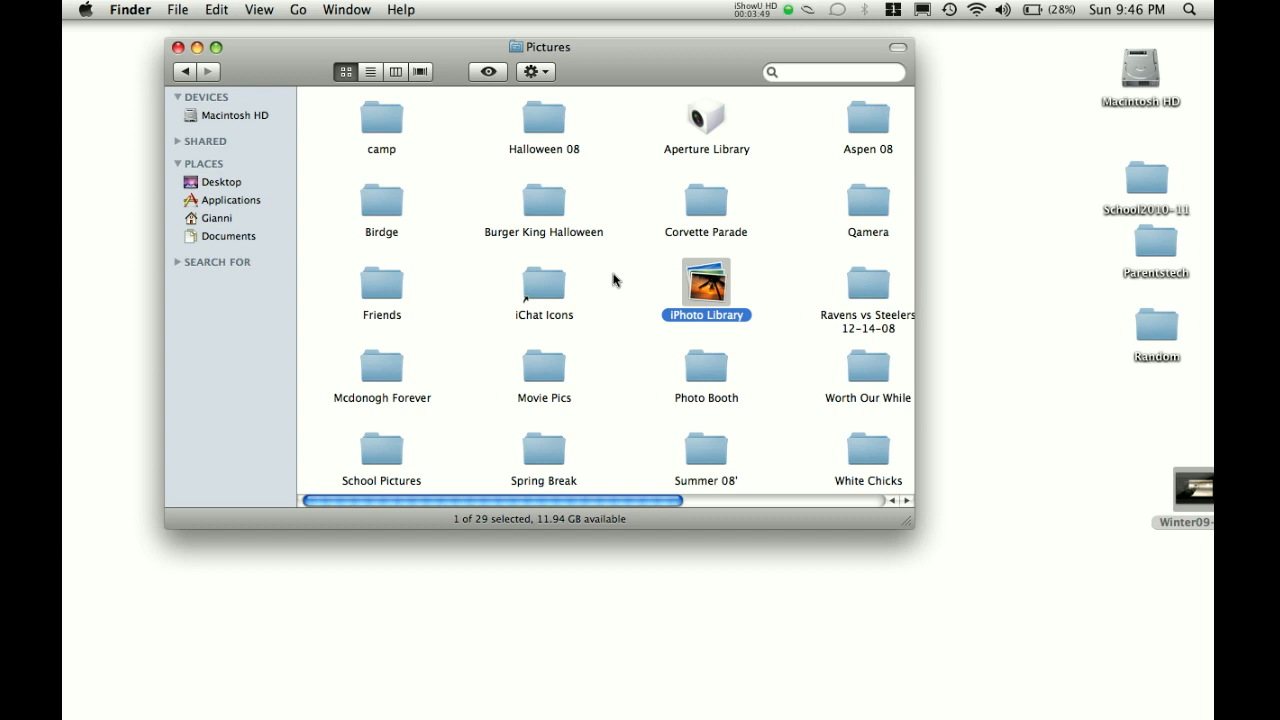 Finder File Edit View Go Window Help iShowU HD 00:03:49 1 (28%) Sun 9:46 PM
Pictures
DEVICES
Macintosh HD
SHARED
PLACES
Desktop
Applications
Gianni
Documents
SEARCH FOR
camp Halloween 08 Aperture Library Aspen 08
Birdge Burger King Halloween Corvette Parade Qamera
Friends iChat Icons iPhoto Library Ravens vs Steelers
12-14-08
Mcdonogh Forever Movie Pics Photo Booth Worth Our While
School Pictures Spring Break Summer 08' White Chicks
1 of 29 selected, 11.94 GB available
Macintosh HD
School2010-11
Parentstech
Random
Winter09-